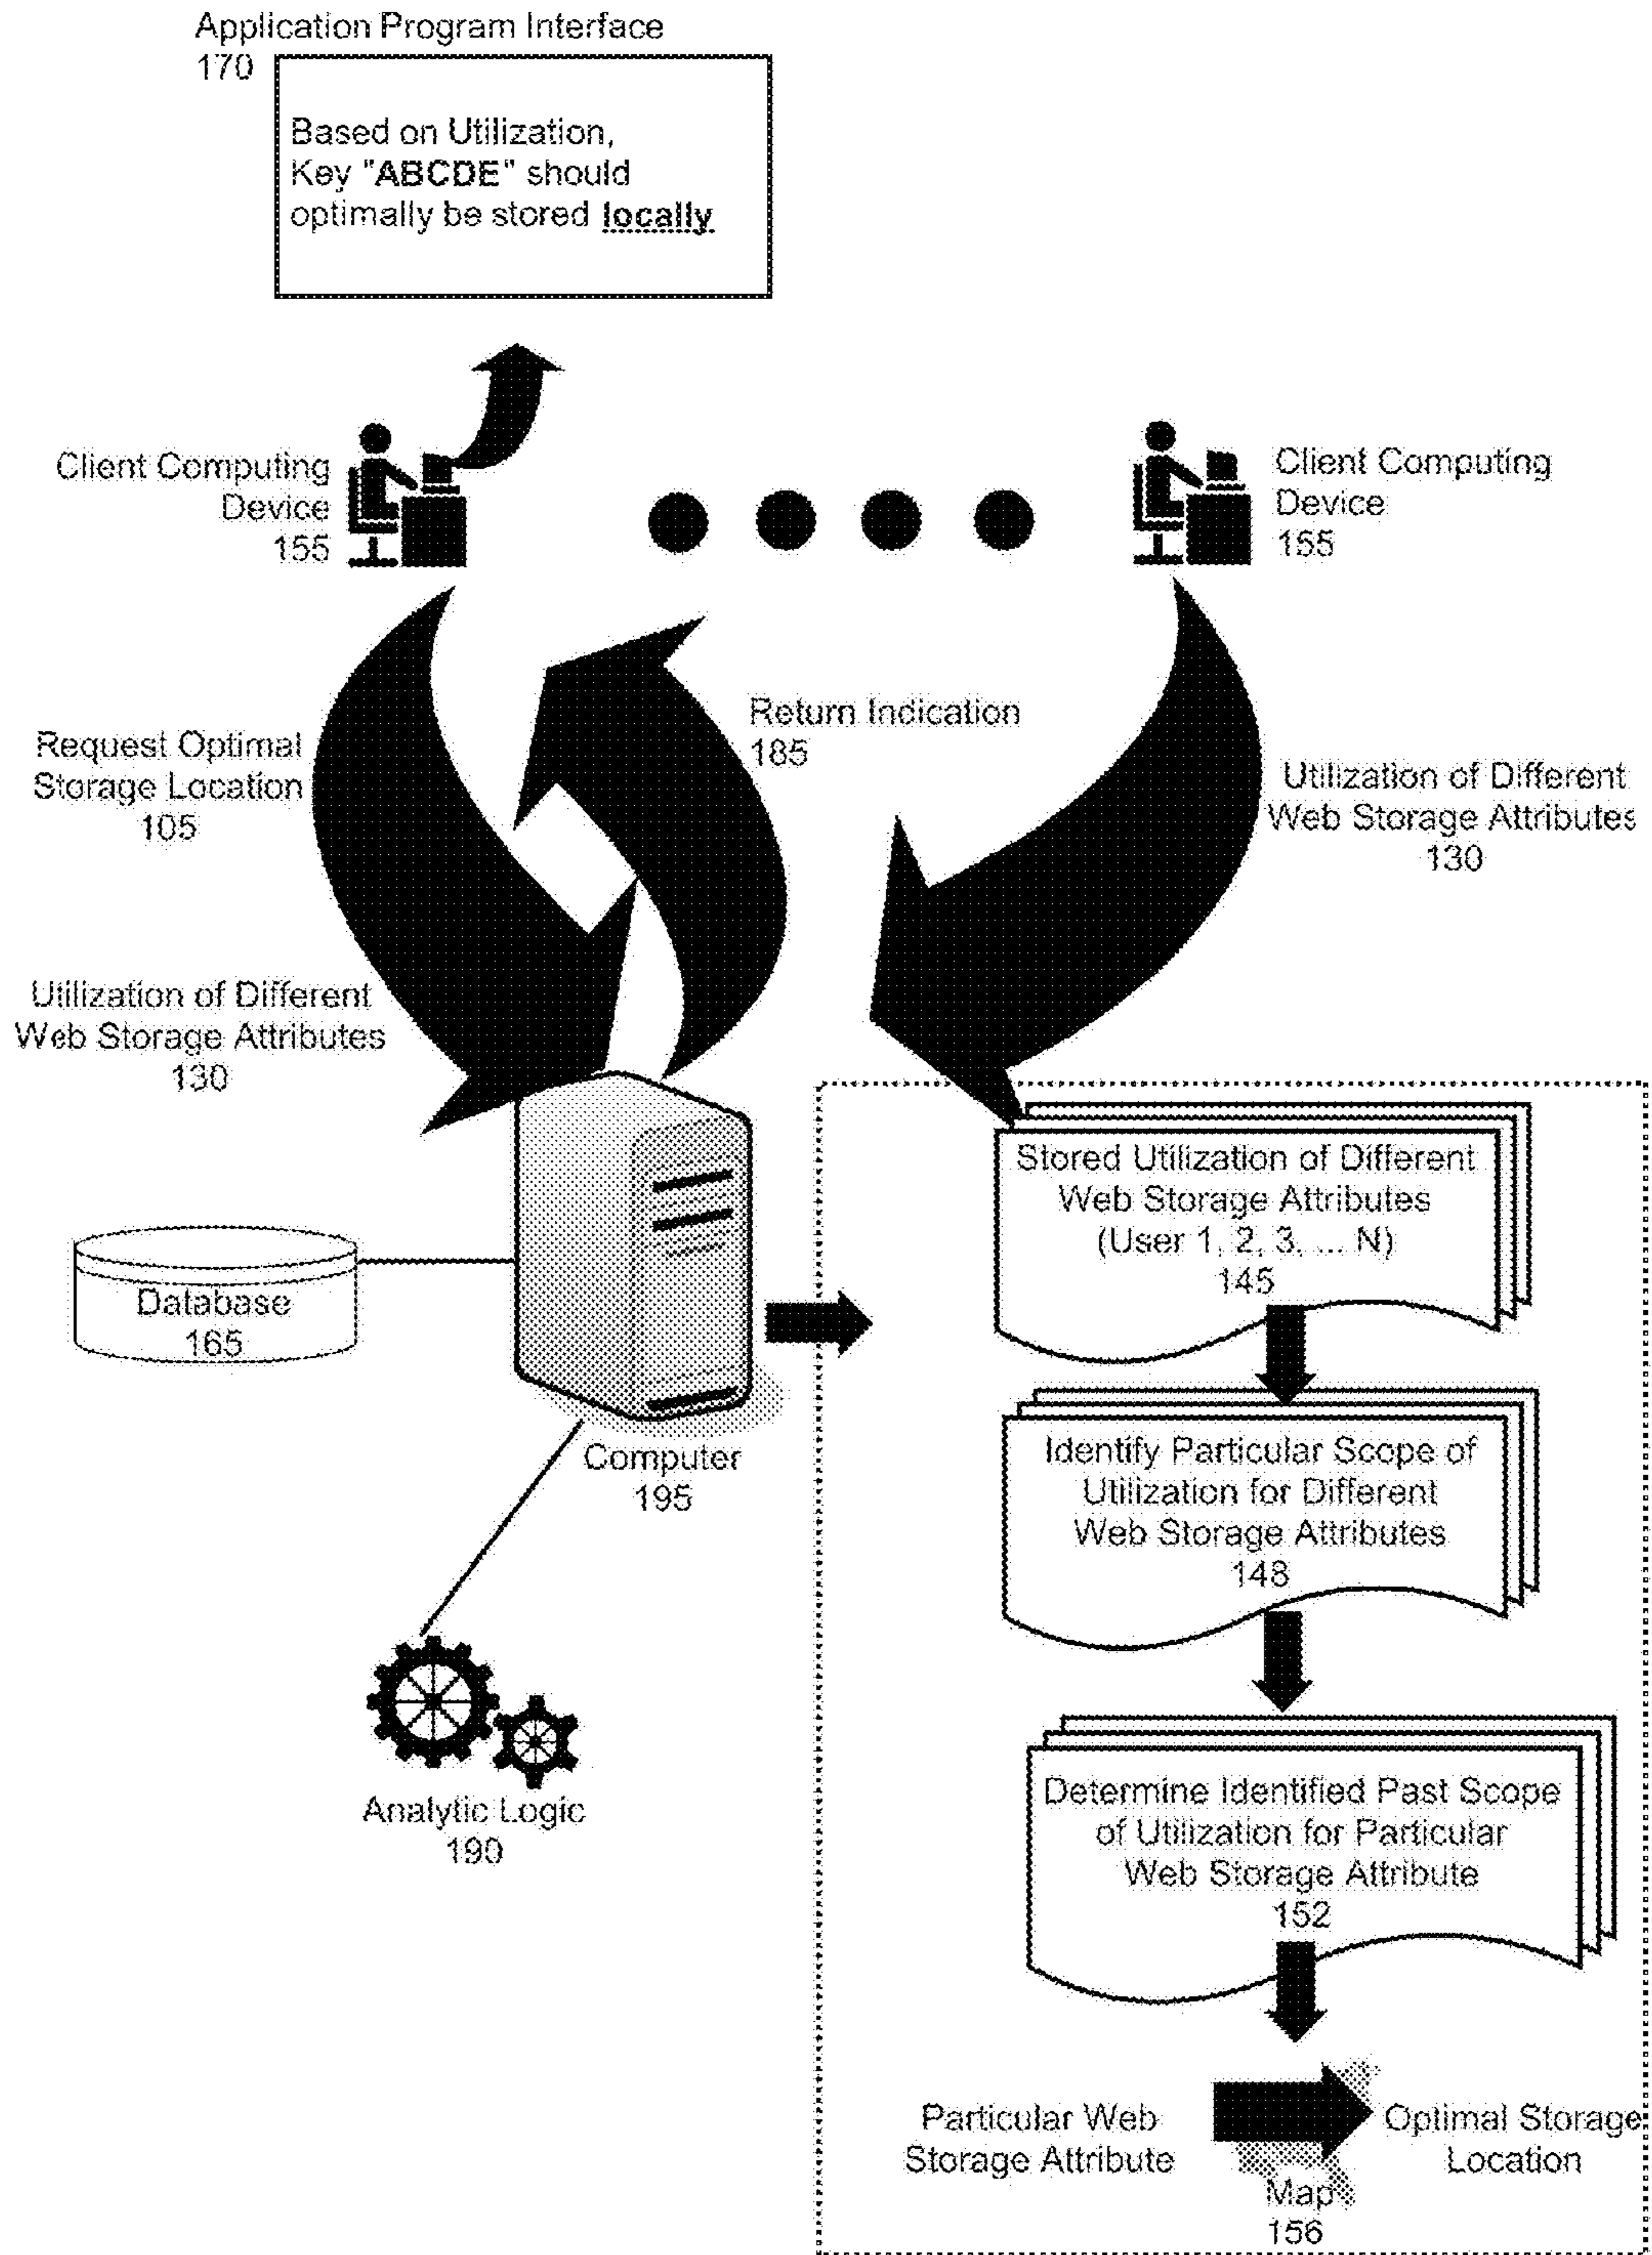 Application Program Interface
170
Based on Utilization,
Key "ABCDE" should
optimally be stored locally
Client Computing
Device
155
Client Computing
Device
155
Return Indication
185
Request Optimal
Storage Location
105
Utilization of Different
Web Storage Attributes
130
Utilization of Different
Web Storage Attributes
130
Stored Utilization of Different
Web Storage Attributes
(User 1, 2, 3, ... N)
145
Database
165
Identify Particular Scope of
Utilization for Different
Web Storage Attributes
148
Computer
195
Determine Identified Past Scope
of Utilization for Particular
Web Storage Attribute
152
Analytic Logic
190
Particular Web
Storage Attribute
Optimal Storage
Location
Map
156